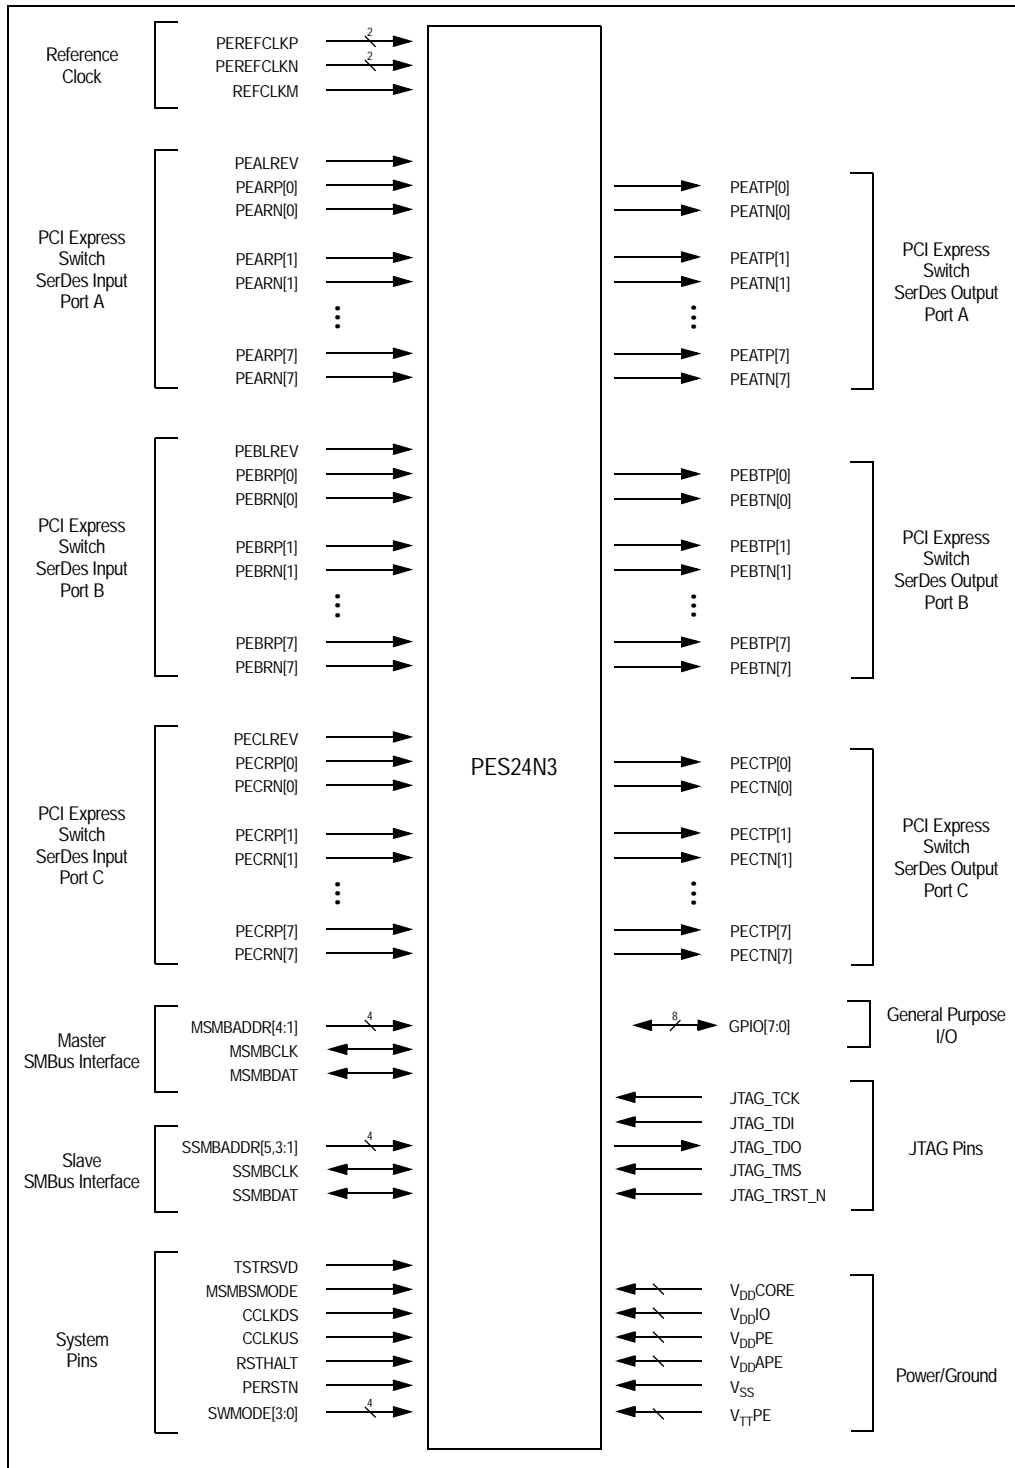 Reference
Clock
PEREFCLKP
2
PEREFCLKN
2
REFCLKM
PCI Express
Switch
SerDes Input
Port A
PEALREV
PEARP[0]
PEARN[0]
PEARP[1]
PEARN[1]
PEARP[7]
PEARN[7]
PEATP[0]
PEATN[0]
PEATP[1]
PEATN[1]
PEATP[7]
PEATN[7]
PCI Express
Switch
SerDes Output
Port A
PCI Express
Switch
SerDes Input
Port B
PEBLREV
PEBRP[0]
PEBRN[0]
PEBRP[1]
PEBRN[1]
PEBRP[7]
PEBRN[7]
PEBTP[0]
PEBTN[0]
PEBTP[1]
PEBTN[1]
PEBTP[7]
PEBTN[7]
PCI Express
Switch
SerDes Output
Port B
PCI Express
Switch
SerDes Input
Port C
PECLREV
PECRP[0]
PECRN[0]
PECRP[1]
PECRN[1]
PECRP[7]
PECRN[7]
PES24N3
PECTP[0]
PECTN[0]
PECTP[1]
PECTN[1]
PECTP[7]
PECTN[7]
PCI Express
Switch
SerDes Output
Port C
Master
SMBus Interface
MSMBADDR[4:1]
4
MSMBCLK
MSMBDAT
8
GPIO[7:0]
General Purpose
I/O
Slave
SMBus Interface
SSMBADDR[5,3:1]
4
SSMBCLK
SSMBDAT
JTAG_TCK
JTAG_TDI
JTAG_TDO
JTAG_TMS
JTAG_TRST_N
JTAG Pins
System
Pins
TSTRSVD
MSMBSMODE
CCLKDS
CCLKUS
RSTHALT
PERSTN
SWMODE[3:0]
4
VDDCORE
VDDIO
VDDPE
VDDAPE
VSS
VTTPE
Power/Ground